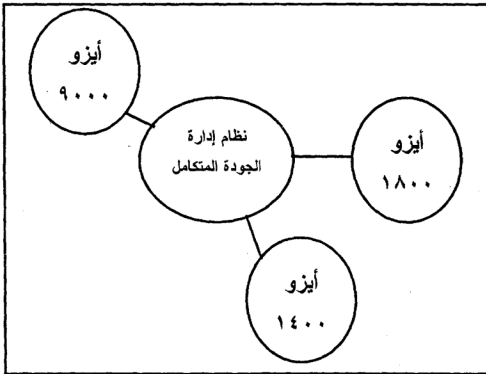 أيزو
٩٠٠٠
نظام إدارة
الجودة المتكامل
أيزو
١٨٠٠
أيزو
١٤٠٠